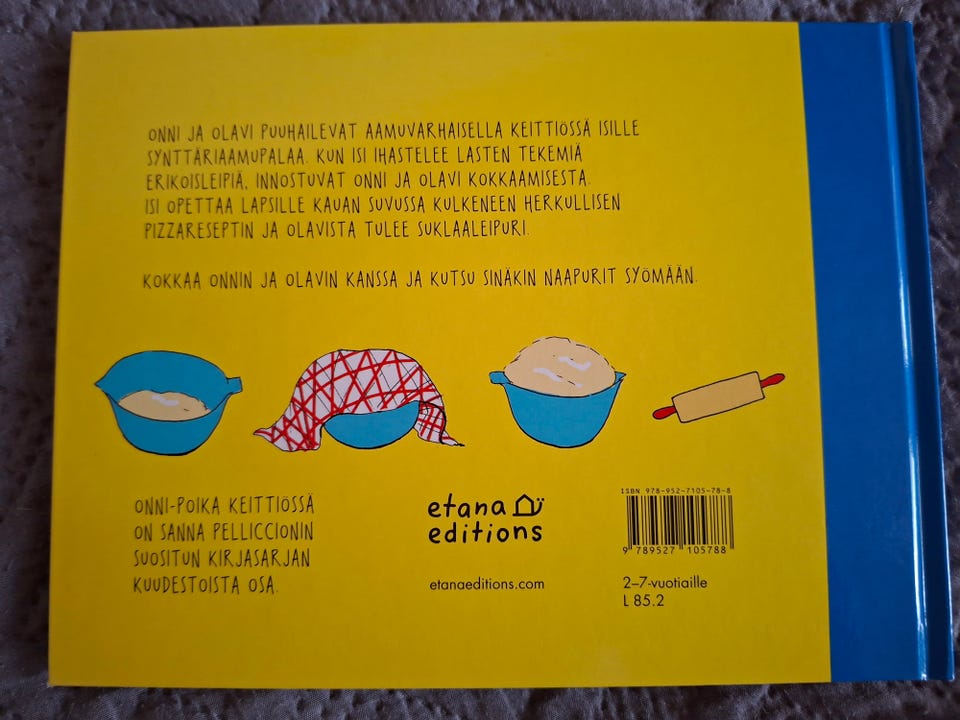 ONNI JA OLAVI PUUHAILEVAT AAMUVARHAISELLA KEITTIÖSSÄ ISILLE
SYNTTÄRIAAMUPALAA. KUN ISI IHASTELEE LASTEN TEKEMIÄ
ERIKOISLEIPIÄ, INNOSTUVAT ONNI JA OLAVI KOKKAAMISESTA.
ISI OPETTAA LAPSILLE KAUAN SUVUSSA KULKENEEN HERKULLISEN
PIZZARESEPTIN JA OLAVISTA TULEE SUKLAALEIPURI.
KOKKAA ONNIN JA OLAVIN KANSSA JA KUTSU SINÄKIN NAAPURIT SYÖMÄÄN.
ONNI-POIKA KEITTIÖSSÄ
ON SANNA PELLICCIONIN
SUOSITUN KIRJASARJAN
KUUDESTOISTA OSA.
etana
editions
etanaeditions.com
ISBN 978-952-7105-78-8
9 789527 105788
2–7-vuotiaille
L 85.2